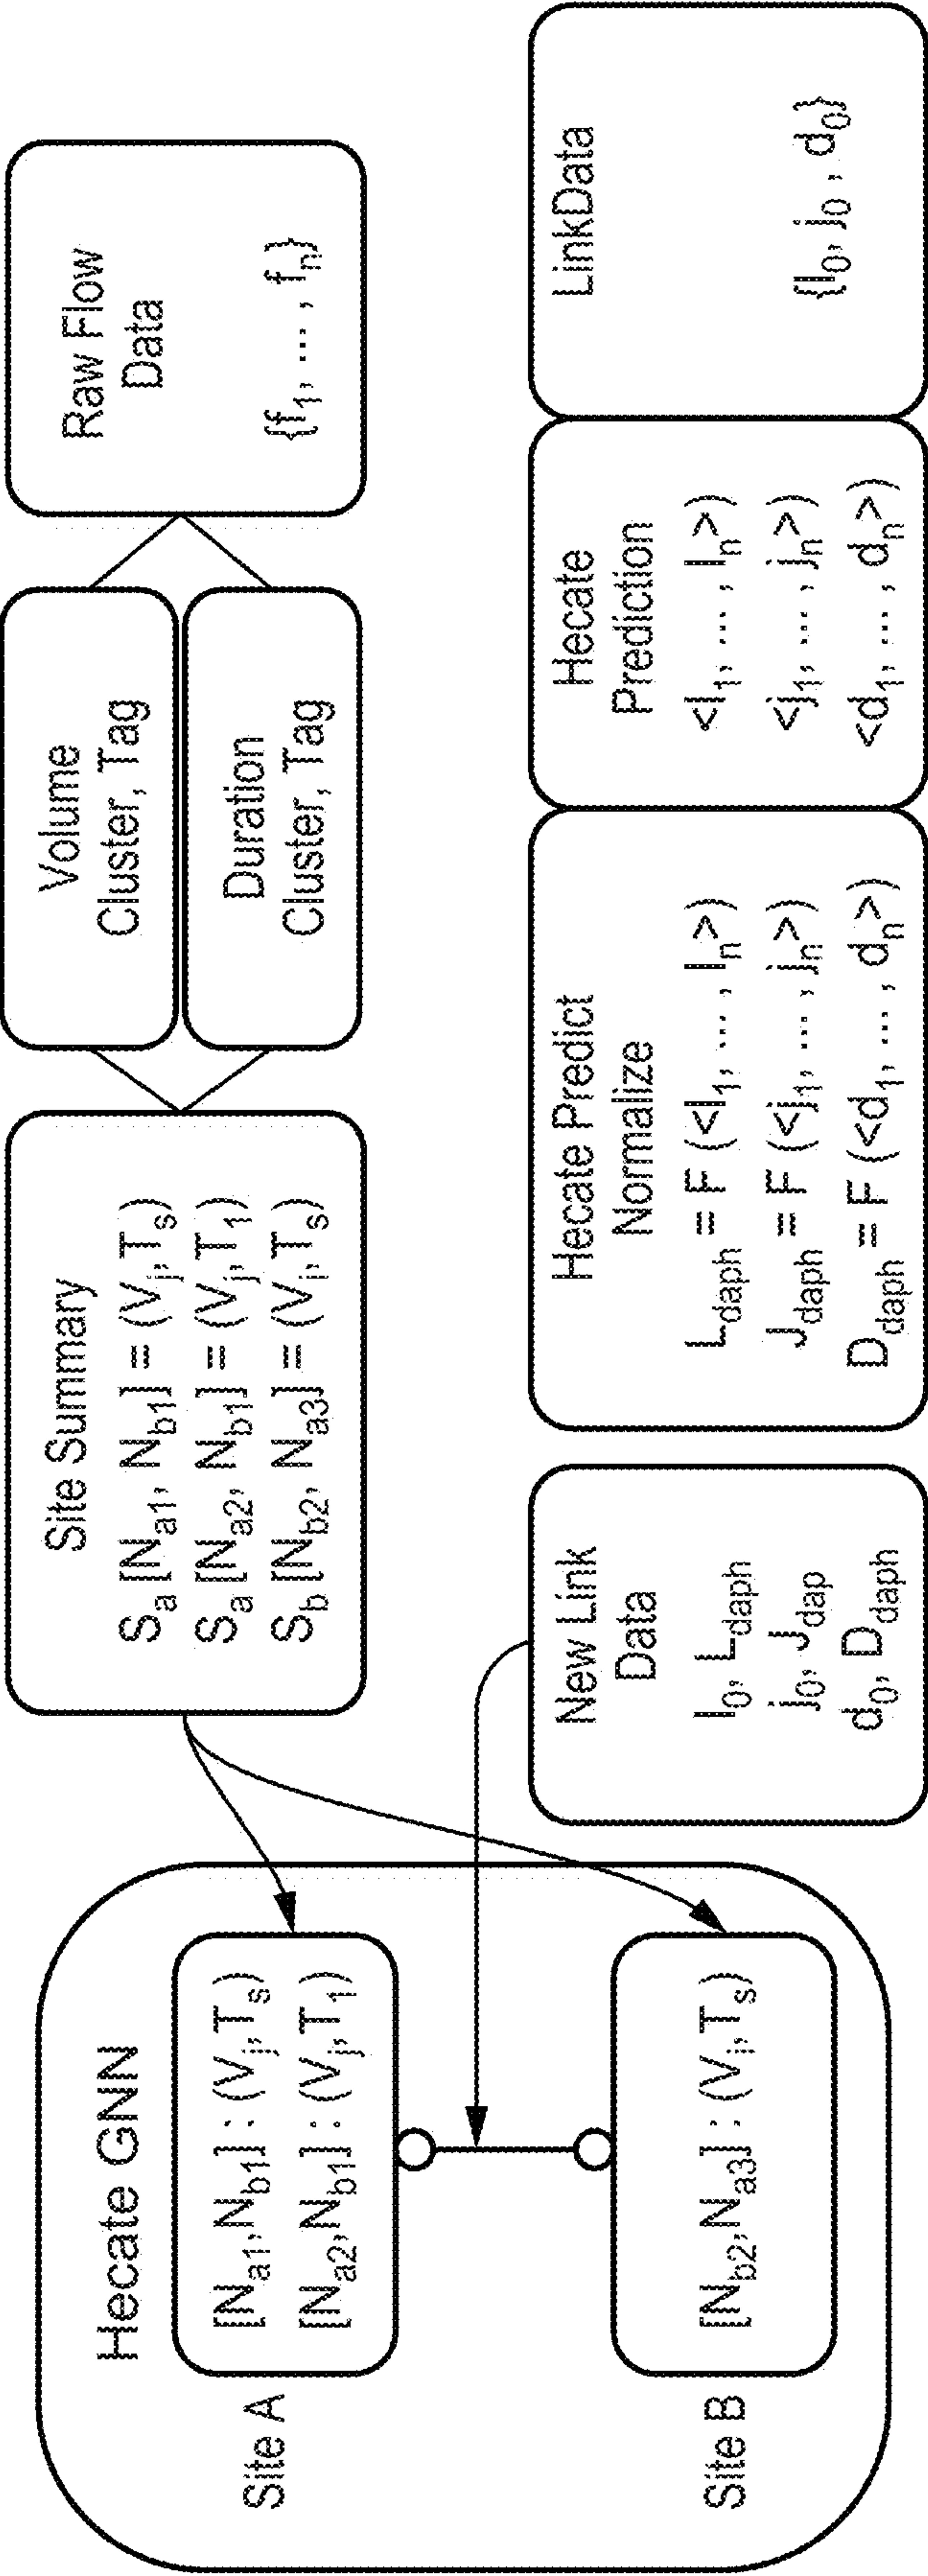 Hecate GNN
Site A
[Na1,Nb1] : (Vj,Ts)
[Na2,Nb1] : (Vj,T1)
Site B
[Nb2,Na3] : (Vi,Ts)
Site Summary
Sa [Na1, Nb1] = (Vj,Ts)
Sa [Na2, Nb1] = (Vj,T1)
Sb [Nb2, Na3] = (Vi,Ts)
Volume
Cluster, Tag
Duration
Cluster, Tag
Raw Flow
Data
{f1, ... , fn}
New Link
Data
l0, Ldaph
j0, Jdap
d0, Ddaph
Hecate Predict
Normalize
Ldaph = F (<l1, ... , ln>)
Jdaph = F (<j1, ... , jn>)
Ddaph = F (<d1, ... , dn>)
Hecate
Prediction
<l1, ... , ln>)
<j1, ... , jn>)
<d1, ... , dn>)
LinkData
{l0, j0 , d0}